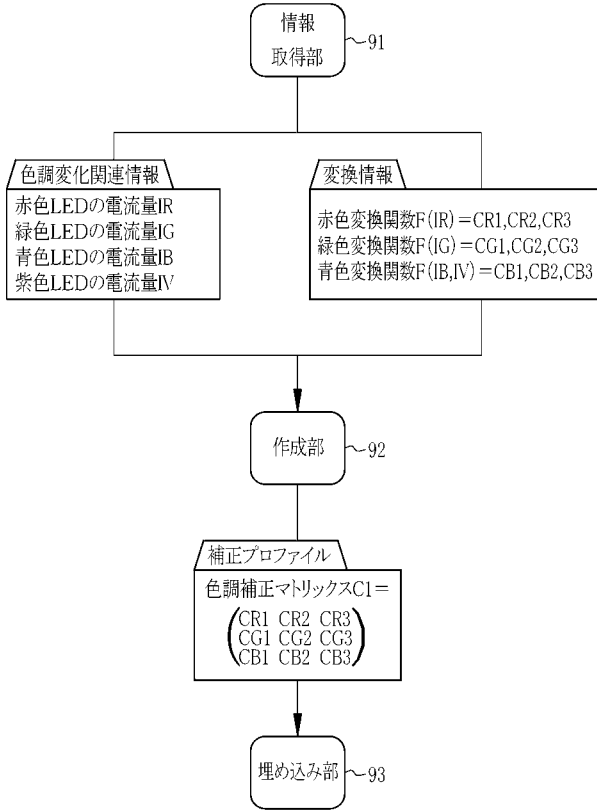 情報
取得部
91
色調変化関連情報
赤色LEDの電流量IR
緑色LEDの電流量IG
青色LEDの電流量IB
紫色LEDの電流量IV
変換情報
赤色変換関数F(IR)=CR1,CR2,CR3
緑色変換関数F(IG)=CG1,CG2,CG3
青色変換関数F(IB,IV)=CB1,CB2,CB3
作成部
92
補正プロファイル
色調補正マトリックスC1=
(CR1 CR2 CR3
CG1 CG2 CG3
CB1 CB2 CB3)
埋め込み部
93